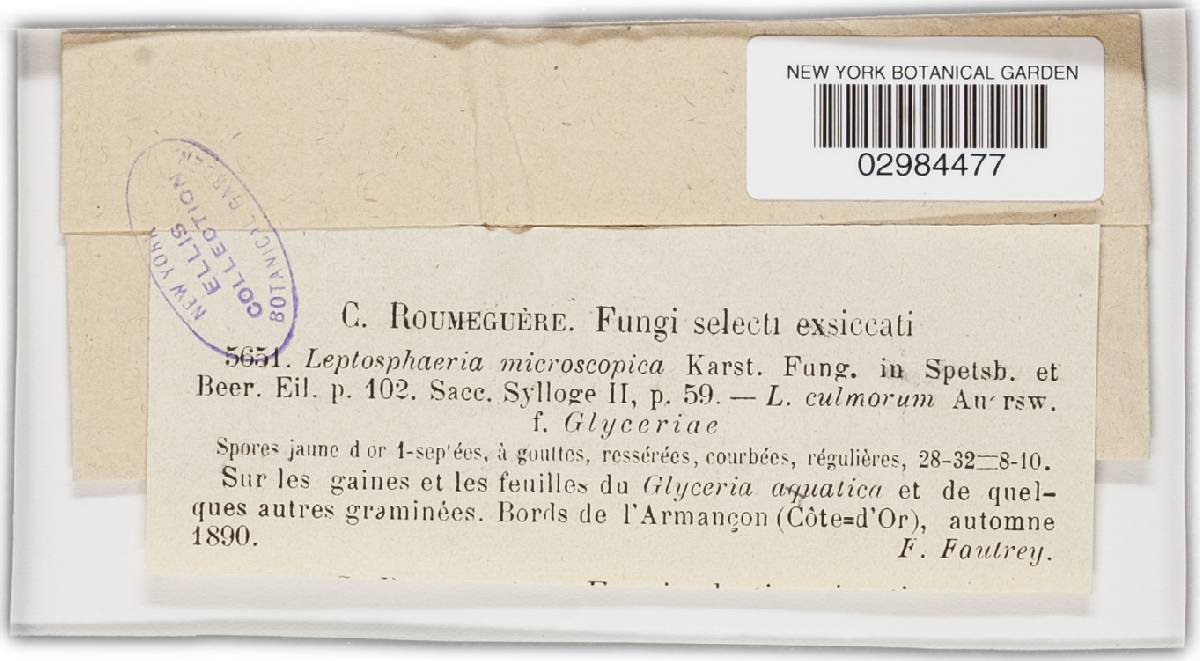 NEW YORK BOTANICAL GARDEN
02984477
NEW YORK
BOTANICAL GARDEN
ELLIS
COLLECTION
C. ROUMEGUÈRE. Fungi selecti exsiccati
5651. Leptosphaeria microscopica Karst. Fung. in Spetsb. et
Beer. Eil. p. 102. Sacc. Sylloge II, p. 59. — L. culmorum Auersw.
f. Glyceriae
Spores jaune d'or 1-septées, à gouttes, resserées, courbées, régulières, 28-32=8-10.
Sur les gaines et les feuilles du Glyceria aquatica et de quel-
ques autres graminées. Bords de l'Armançon (Côte=d'Or), automne
1890.
F. Fautrey.